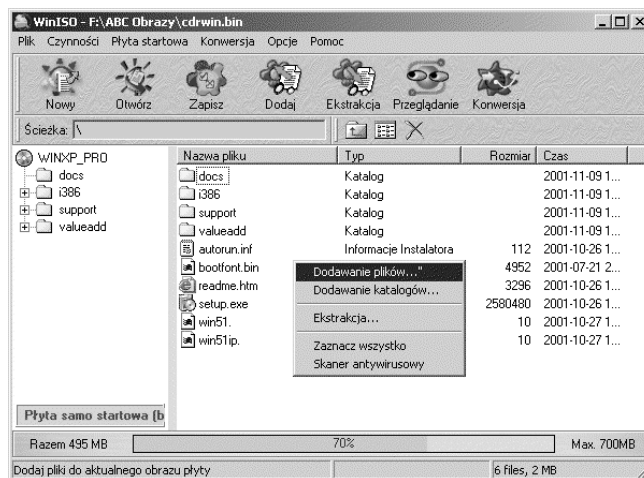 WinISO - F:\ABC Obrazy\cdrwin.bin
Plik Czynności Płyta startowa Konwersja Opcje Pomoc
Nowy Otwórz Zapisz Dodaj Ekstrakcja Przeglądanie Konwersja
Ścieżka: \
WINXP_PRO
docs
i386
support
valueadd
Nazwa pliku Typ Rozmiar Czas
docs Katalog 2001-11-09 1...
i386 Katalog 2001-11-09 1...
support Katalog 2001-11-09 1...
valueadd Katalog 2001-11-09 1...
autorun.inf Informacje Instalatora 112 2001-10-26 1...
bootfont.bin 4952 2001-07-21 2...
readme.htm 3296 2001-10-26 1...
setup.exe 2580480 2001-10-26 1...
win51. 10 2001-10-27 1...
win51ip. 10 2001-10-27 1...
Dodawanie plików..."
Dodawanie katalogów...
Ekstrakcja...
Zaznacz wszystko
Skaner antywirusowy
Płyta samo startowa (b
Razem 495 MB 70% Max. 700MB
Dodaj pliki do aktualnego obrazu płyty 6 files, 2 MB